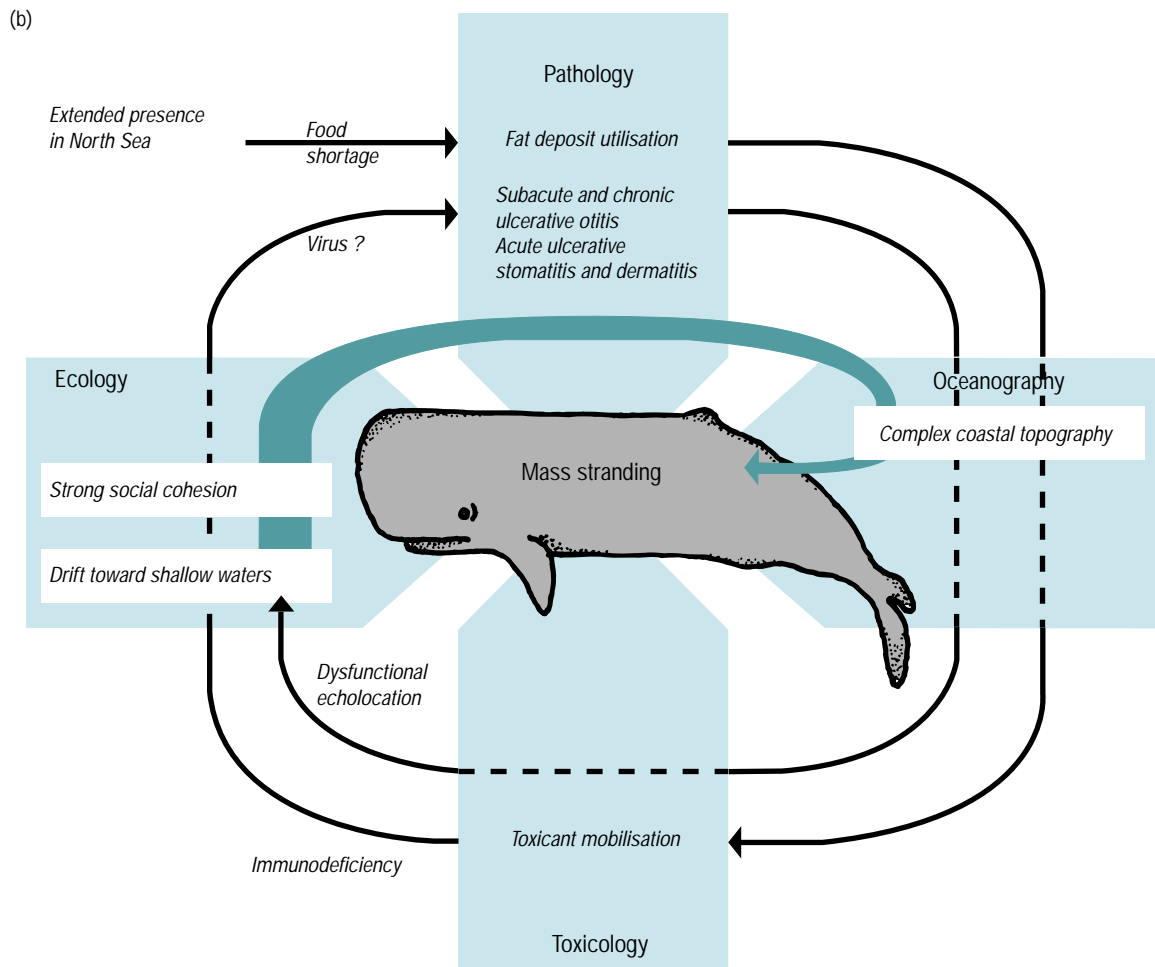 (b)
Pathology
Extended presence
in North Sea
Food
shortage
Fat deposit utilisation
Subacute and chronic
ulcerative otitis
Acute ulcerative
stomatitis and dermatitis
Virus ?
Ecology
Oceanography
Complex coastal topography
Mass stranding
Strong social cohesion
Drift toward shallow waters
Dysfunctional
echolocation
Toxicant mobilisation
Immunodeficiency
Toxicology